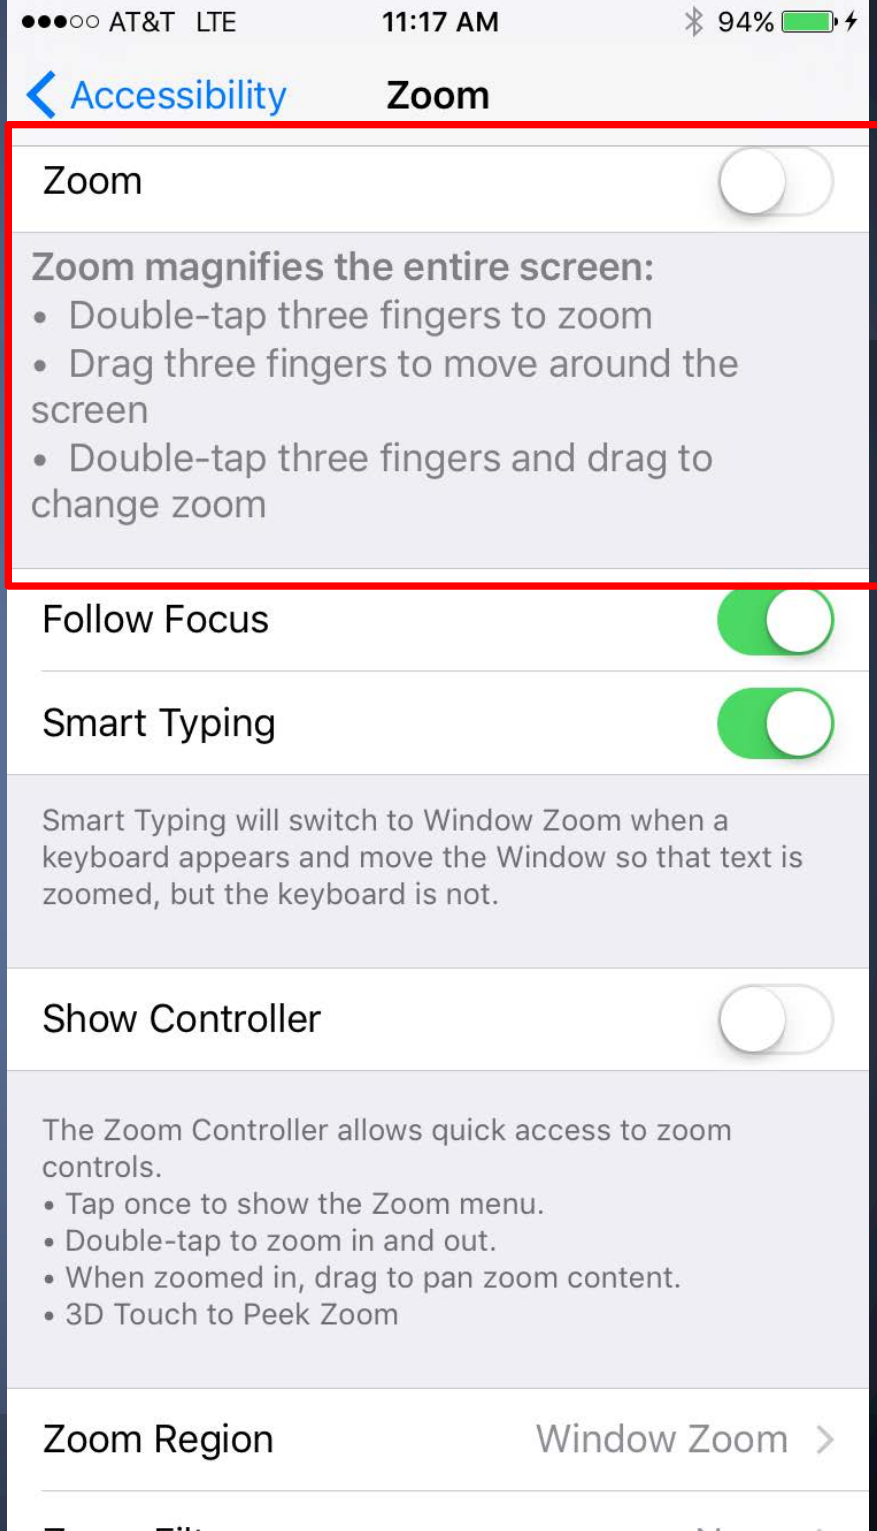 AT&T LTE 11:17 AM 94%
Accessibility Zoom
Zoom
Zoom magnifies the entire screen:
• Double-tap three fingers to zoom
• Drag three fingers to move around the
screen
• Double-tap three fingers and drag to
change zoom
Follow Focus
Smart Typing
Smart Typing will switch to Window Zoom when a
keyboard appears and move the Window so that text is
zoomed, but the keyboard is not.
Show Controller
The Zoom Controller allows quick access to zoom
controls.
• Tap once to show the Zoom menu.
• Double-tap to zoom in and out.
• When zoomed in, drag to pan zoom content.
• 3D Touch to Peek Zoom
Zoom Region Window Zoom